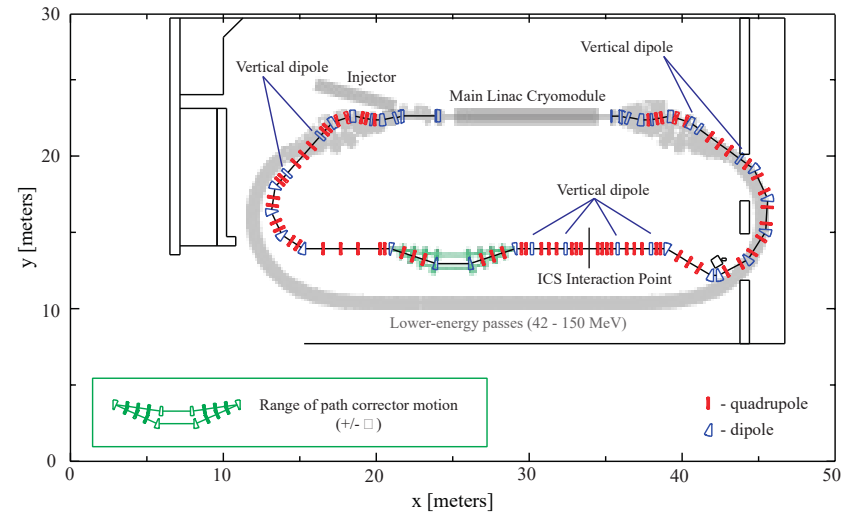 30
20
10
0
y [meters]
Vertical dipole
Injector
Main Linac Cryomodule
Vertical dipole
Vertical dipole
ICS Interaction Point
Lower-energy passes (42 - 150 MeV)
Range of path corrector motion
(+/- □ )
- quadrupole
- dipole
0
10
20
30
40
50
x [meters]